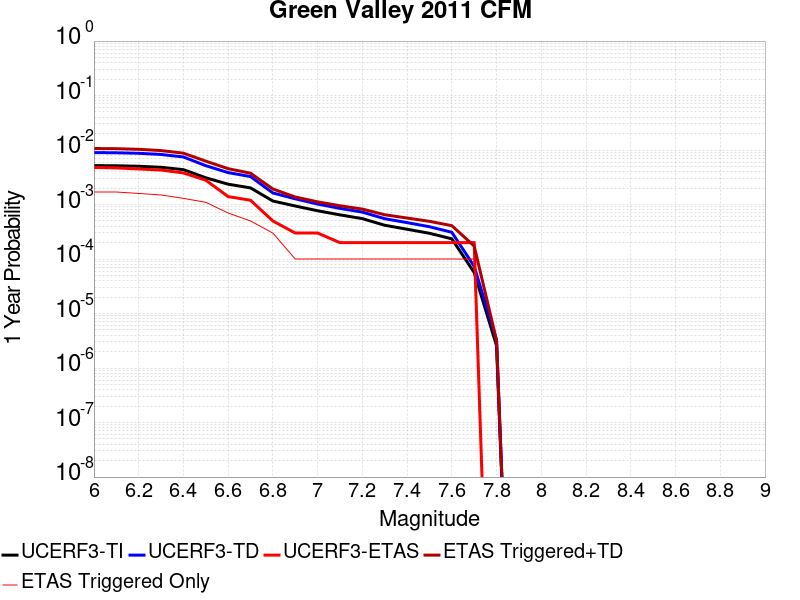 Green Valley 2011 CFM
10^0
10^-1
10^-2
10^-3
10^-4
10^-5
10^-6
10^-7
10^-8
1 Year Probability
6 6.2 6.4 6.6 6.8 7 7.2 7.4 7.6 7.8 8 8.2 8.4 8.6 8.8 9
Magnitude
UCERF3-TI UCERF3-TD UCERF3-ETAS ETAS Triggered+TD
ETAS Triggered Only